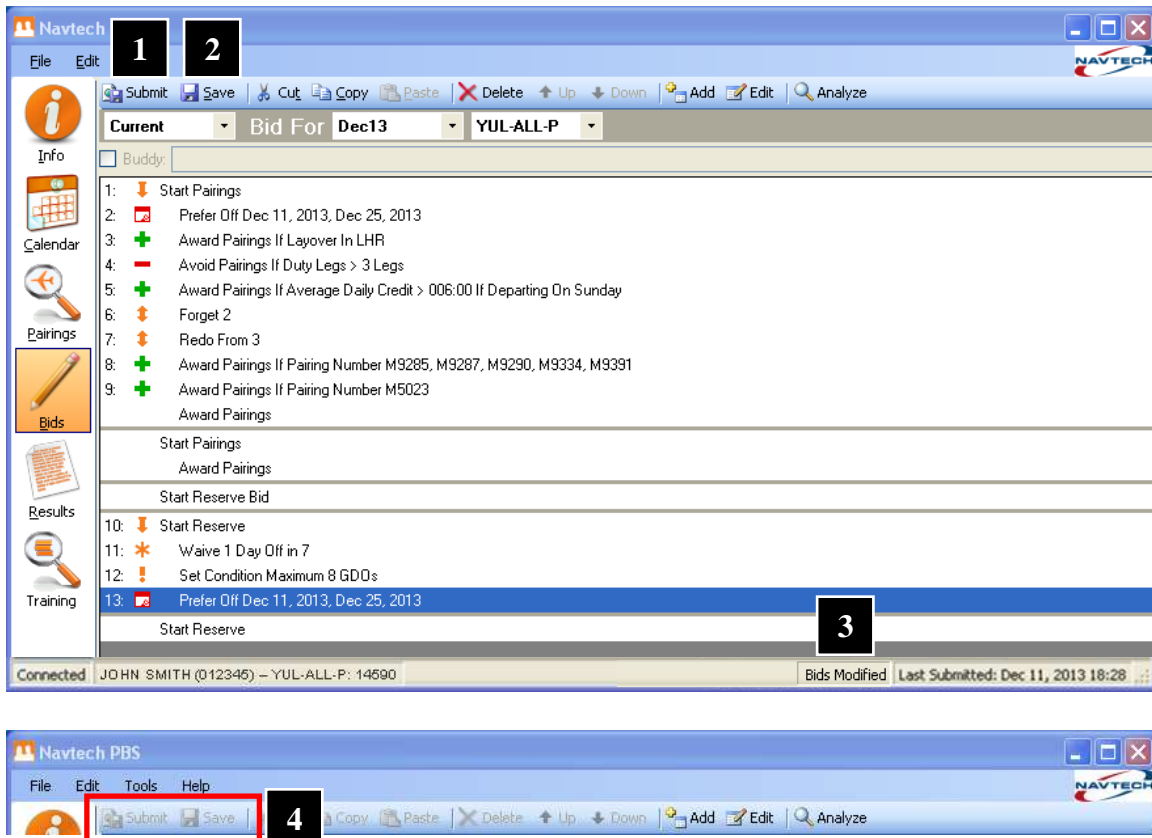 Navtech
1 2
File Edit
NAVTECH
Submit Save Cut Copy Paste Delete Up Down Add Edit Analyze
Current Bid For Dec13 YUL-ALL-P
Info
Buddy:
1: Start Pairings
2: Prefer Off Dec 11, 2013, Dec 25, 2013
Calendar
3: Award Pairings If Layover In LHR
4: Avoid Pairings If Duty Legs > 3 Legs
5: Award Pairings If Average Daily Credit > 006:00 If Departing On Sunday
6: Forget 2
Pairings
7: Redo From 3
8: Award Pairings If Pairing Number M9285, M9287, M9290, M9334, M9391
9: Award Pairings If Pairing Number M5023
Bids
Award Pairings
Start Pairings
Award Pairings
Results
Start Reserve Bid
10: Start Reserve
11: Waive 1 Day Off in 7
12: Set Condition Maximum 8 GDOs
Training
13: Prefer Off Dec 11, 2013, Dec 25, 2013
Start Reserve
3
Connected JOHN SMITH (012345) – YUL-ALL-P: 14590 Bids Modified Last Submitted: Dec 11, 2013 18:28
Navtech PBS
File Edit Tools Help
NAVTECH
Submit Save 4 Copy Paste Delete Up Down Add Edit Analyze